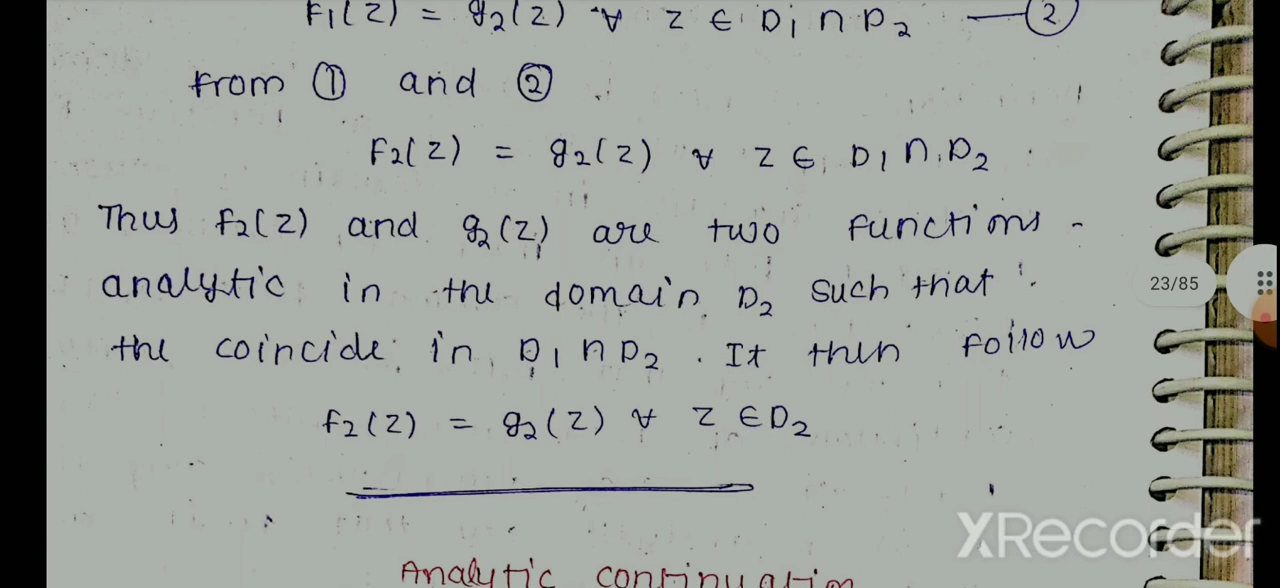 F1(z) = g2(z) ∀ z ∈ D1 ∩ D2 —②
from ① and ②
F2(z) = g2(z) ∀ z ∈ D1 ∩ D2
Thus f2(z) and g2(z) are two functions
analytic in the domain D2 such that
the coincide in D1 ∩ D2. It then follow
23/85
f2(z) = g2(z) ∀ z ∈ D2
XRecorder
Analytic continuation